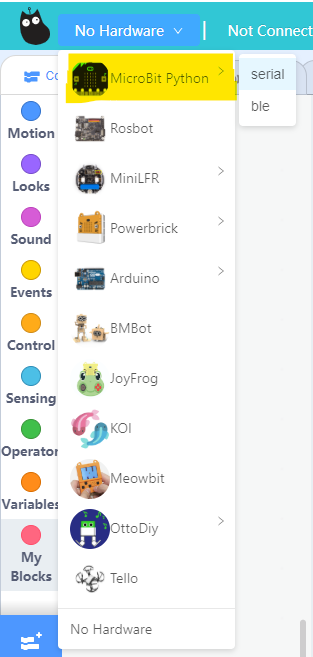 No Hardware
Not Connect
Co
MicroBit Python
serial
ble
Rosbot
MiniLFR
Powerbrick
Arduino
BMBot
JoyFrog
KOI
Meowbit
OttoDiy
Tello
No Hardware
Motion
Looks
Sound
Events
Control
Sensing
Operator
Variables
My
Blocks